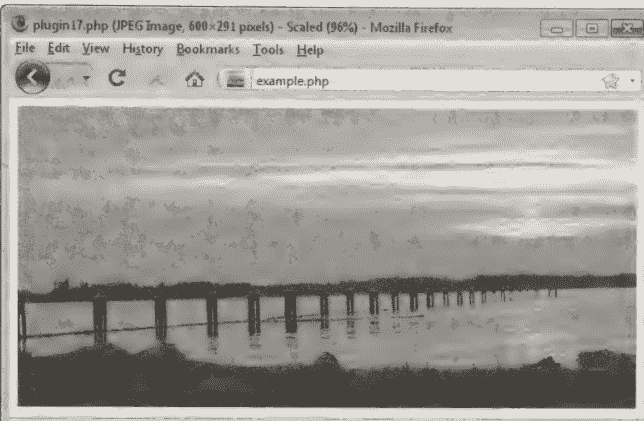 plugin17.php (JPEG Image, 600×291 pixels) - Scaled (96%) - Mozilla Firefox
File Edit View History Bookmarks Tools Help
example.php